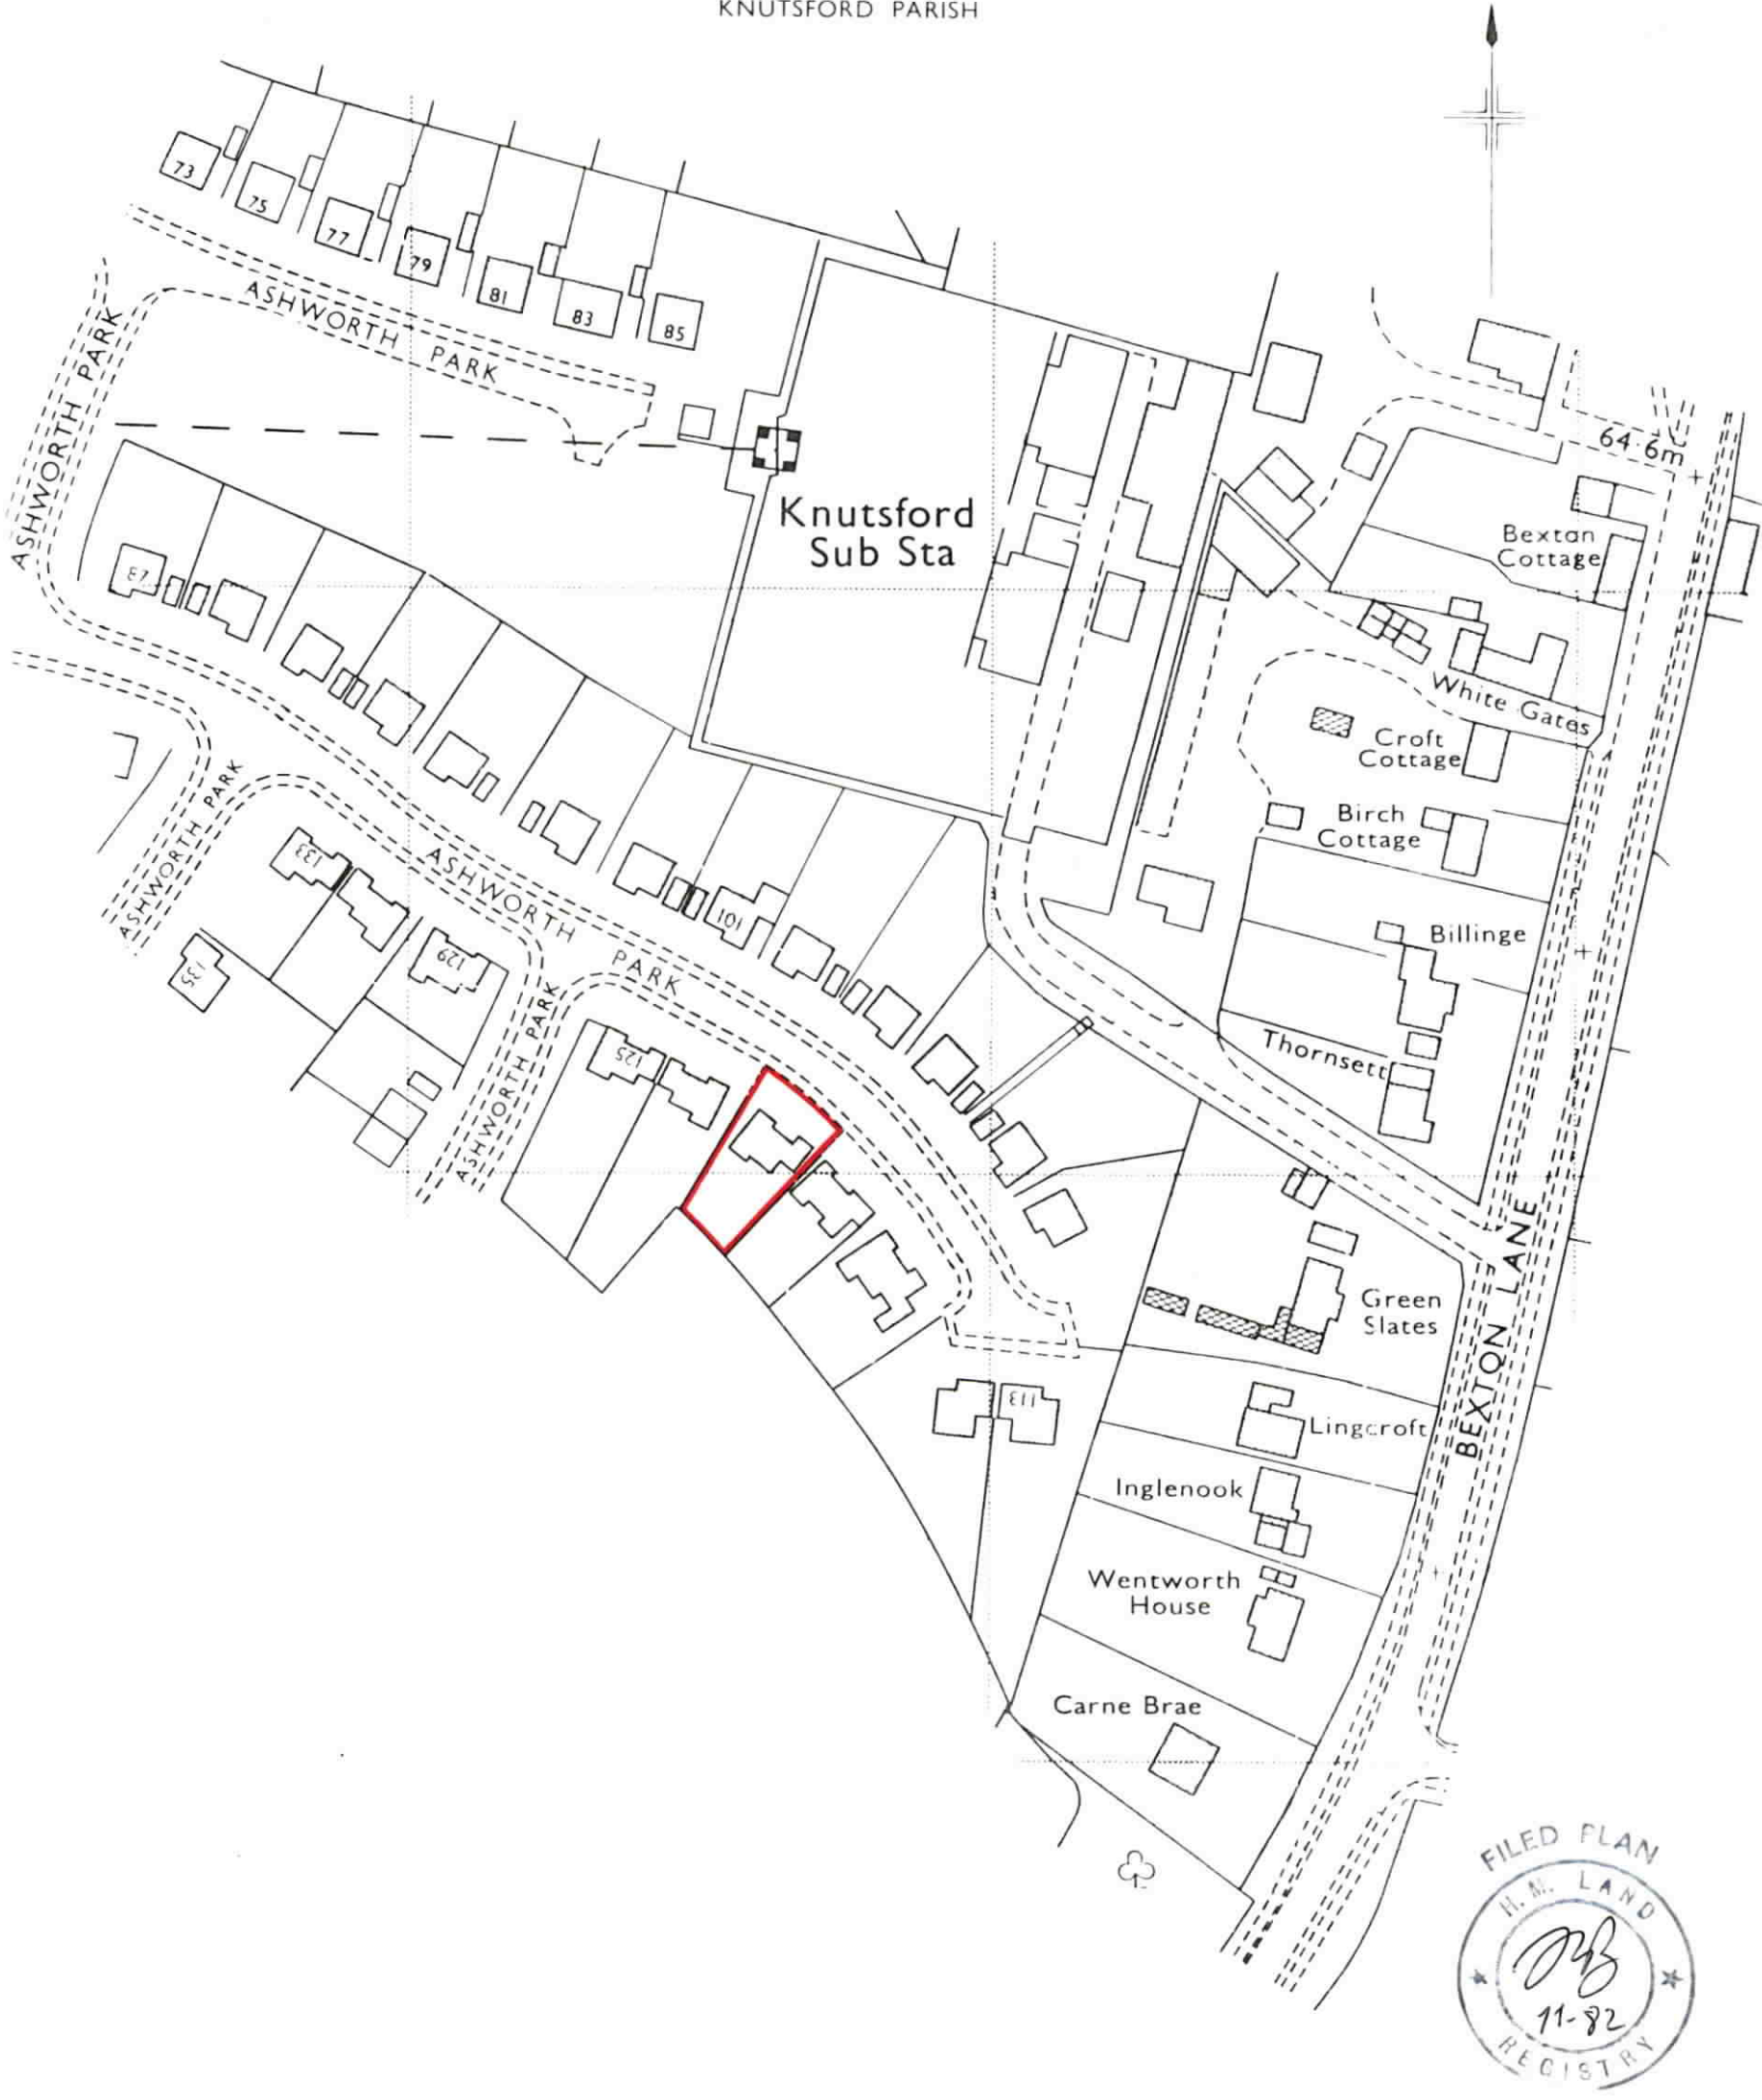 KNUTSFORD PARISH
73
75
77
79
81
83
85
ASHWORTH PARK
ASHWORTH PARK
64·6m
Knutsford
Sub Sta
Bexton
Cottage
87
White Gates
Croft
Cottage
Birch
Cottage
ASHWORTH PARK
133
ASHWORTH PARK
101
129
135
Billinge
ASHWORTH PARK
125
Thornsett
BEXTON LANE
Green
Slates
113
Lingcroft
Inglenook
Wentworth
House
Carne Brae
FILED PLAN
H.M. LAND
REGISTRY
11-82